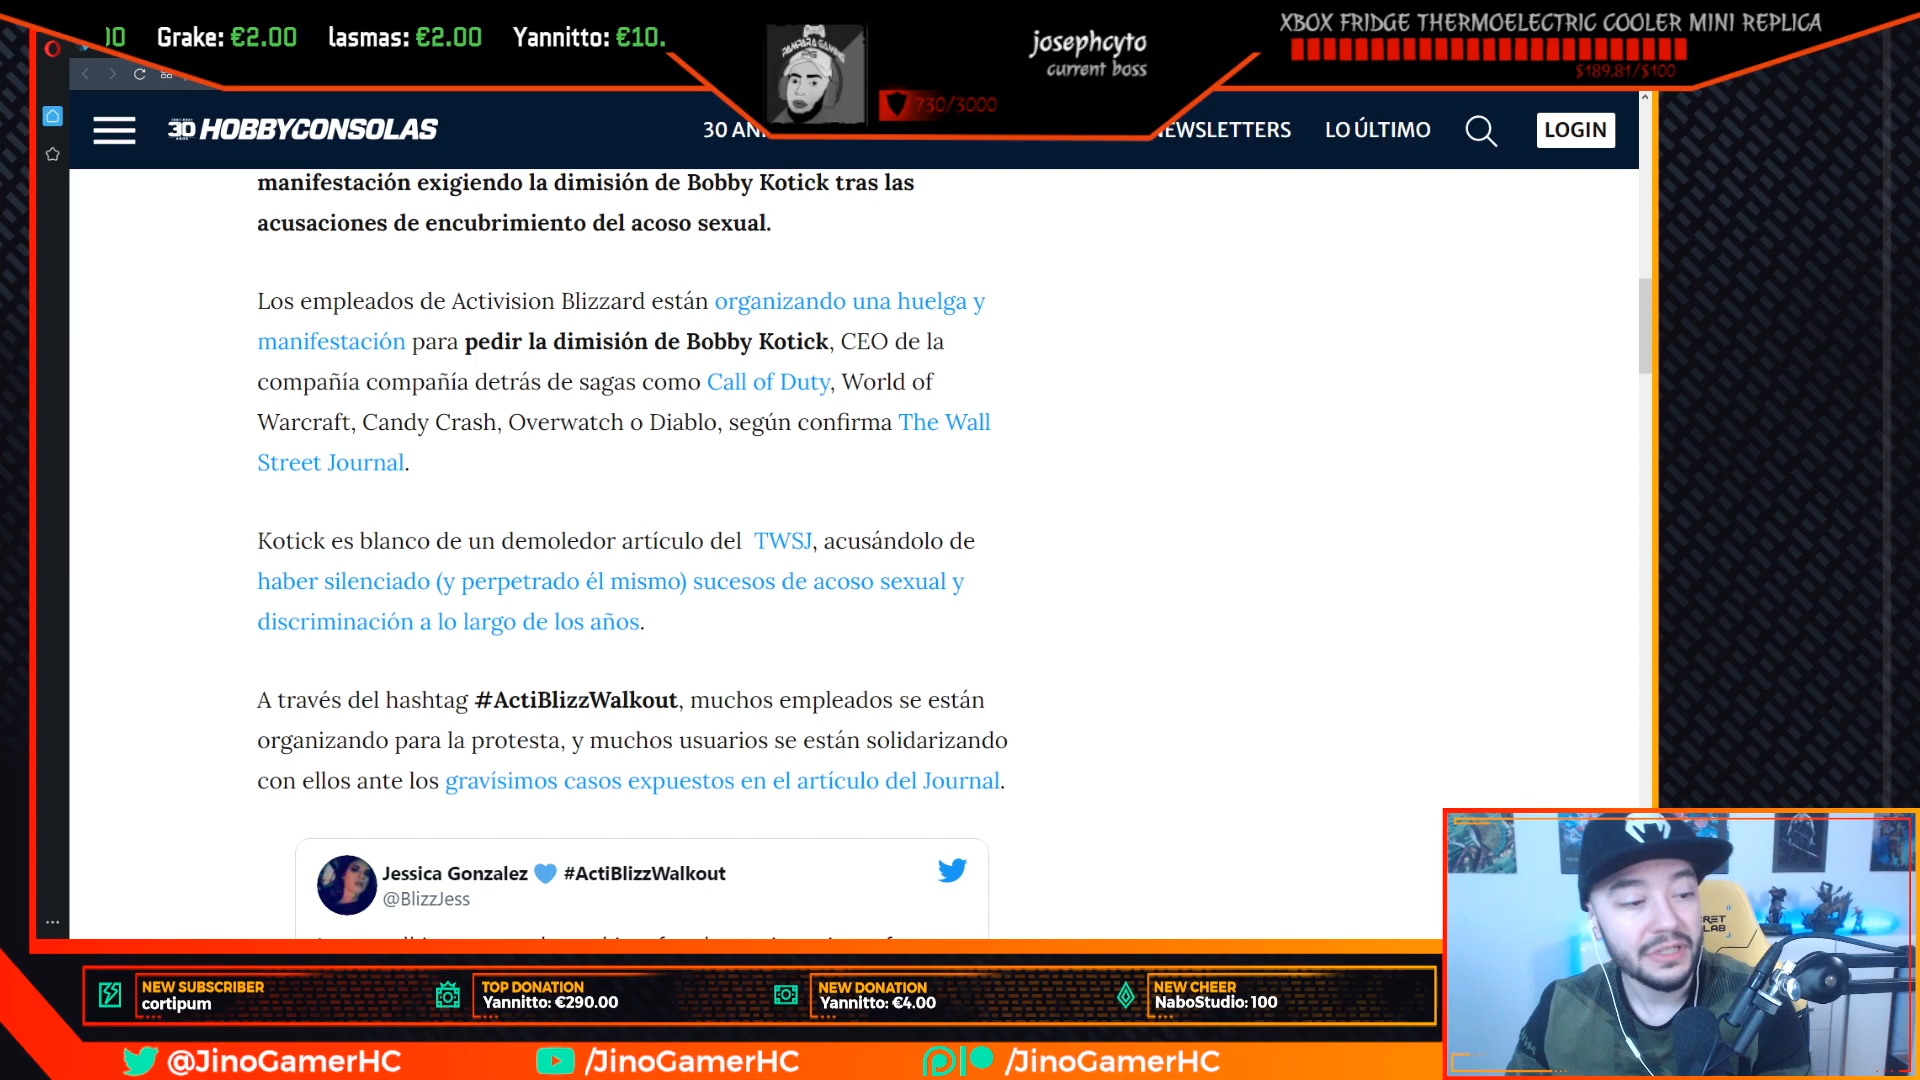 00 Grake: €2.00 lasmas: €2.00 Yannitto: €10.
PAMPARA GAMING
josephcyto
current boss
730/3000
XBOX FRIDGE THERMOELECTRIC COOLER MINI REPLICA
$189.81/$100
30 HOBBYCONSOLAS
30 AN
NEWSLETTERS
LO ÚLTIMO
LOGIN
manifestación exigiendo la dimisión de Bobby Kotick tras las
acusaciones de encubrimiento del acoso sexual.
Los empleados de Activision Blizzard están organizando una huelga y
manifestación para pedir la dimisión de Bobby Kotick, CEO de la
compañía compañía detrás de sagas como Call of Duty, World of
Warcraft, Candy Crash, Overwatch o Diablo, según confirma The Wall
Street Journal.
Kotick es blanco de un demoledor artículo del TWSJ, acusándolo de
haber silenciado (y perpetrado él mismo) sucesos de acoso sexual y
discriminación a lo largo de los años.
A través del hashtag #ActiBlizzWalkout, muchos empleados se están
organizando para la protesta, y muchos usuarios se están solidarizando
con ellos ante los gravísimos casos expuestos en el artículo del Journal.
Jessica Gonzalez 💙 #ActiBlizzWalkout
@BlizzJess
NEW SUBSCRIBER
cortipum
TOP DONATION
Yannitto: €290.00
NEW DONATION
Yannitto: €4.00
NEW CHEER
NaboStudio: 100
@JinoGamerHC
/JinoGamerHC
/JinoGamerHC